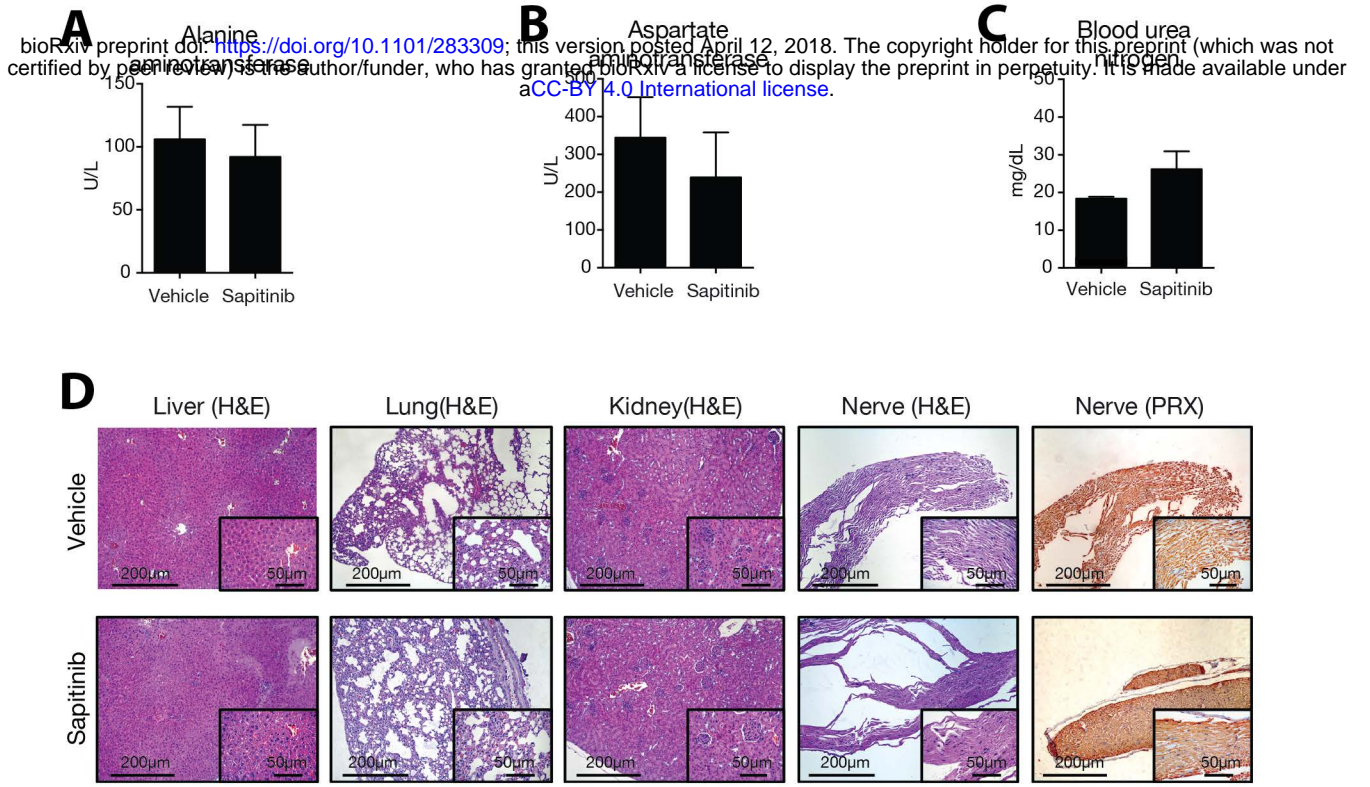 A
B
C
Alanine
Aspartate
Blood urea
bioRxiv preprint doi: https://doi.org/10.1101/283309; this version posted April 12, 2018. The copyright holder for this preprint (which was not
aminotransferase
aminotransferase
nitrogen
certified by peer review) is the author/funder, who has granted bioRxiv a license to display the preprint in perpetuity. It is made available under
aCC-BY 4.0 International license.
150
100
50
0
U/L
Vehicle Sapitinib
500
400
300
200
100
0
U/L
Vehicle Sapitinib
50
40
30
20
10
0
mg/dL
Vehicle Sapitinib
D
Liver (H&E) Lung(H&E) Kidney(H&E) Nerve (H&E) Nerve (PRX)
Vehicle
200µm 50µm 200µm 50µm 200µm 50µm 200µm 50µm 200µm 50µm
Sapitinib
200µm 50µm 200µm 50µm 200µm 50µm 200µm 50µm 200µm 50µm